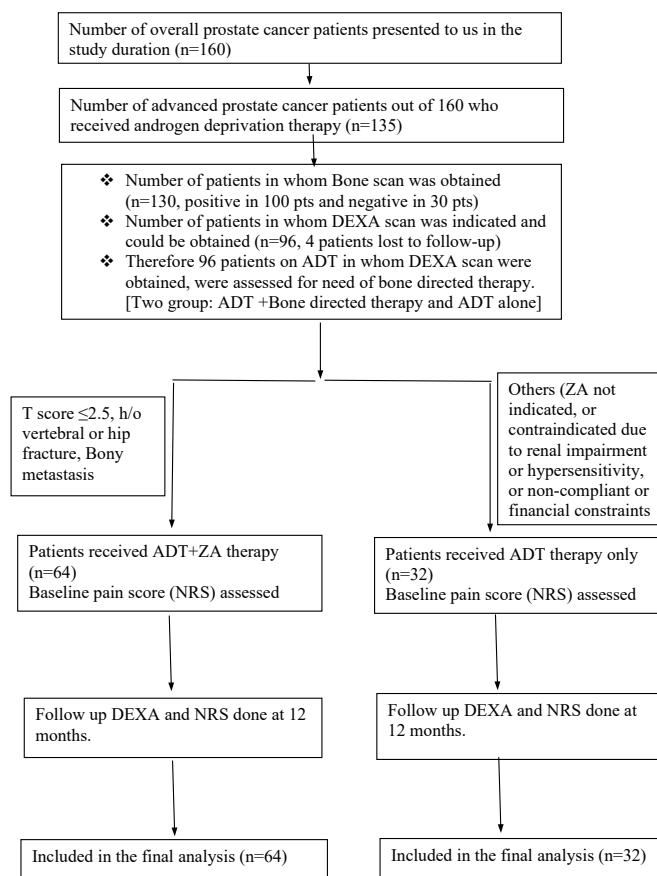 Number of overall prostate cancer patients presented to us in the
study duration (n=160)
Number of advanced prostate cancer patients out of 160 who
received androgen deprivation therapy (n=135)
❖ Number of patients in whom Bone scan was obtained
(n=130, positive in 100 pts and negative in 30 pts)
❖ Number of patients in whom DEXA scan was indicated and
could be obtained (n=96, 4 patients lost to follow-up)
❖ Therefore 96 patients on ADT in whom DEXA scan were
obtained, were assessed for need of bone directed therapy.
[Two group: ADT +Bone directed therapy and ADT alone]
T score ≤2.5, h/o
vertebral or hip
fracture, Bony
metastasis
Others (ZA not
indicated, or
contraindicated due
to renal impairment
or hypersensitivity,
or non-compliant or
financial constraints
Patients received ADT+ZA therapy
(n=64)
Baseline pain score (NRS) assessed
Patients received ADT therapy only
(n=32)
Baseline pain score (NRS) assessed
Follow up DEXA and NRS done at 12
months.
Follow up DEXA and NRS done at
12 months.
Included in the final analysis (n=64)
Included in the final analysis (n=32)